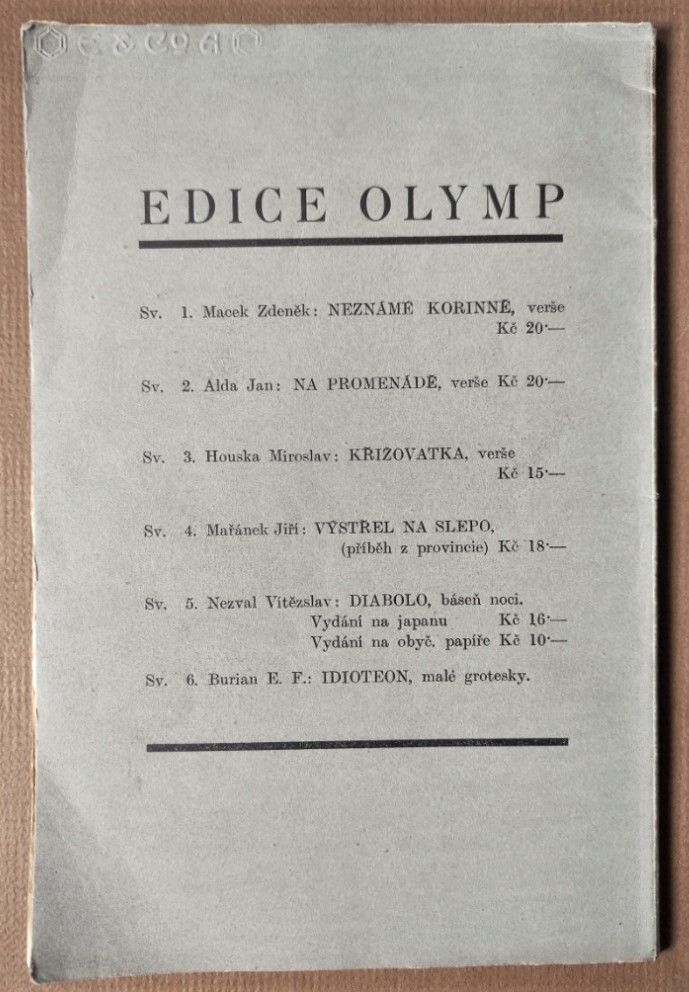 EDICE OLYMP
Sv. 1. Macek Zdeněk: NEZNÁMÉ KORINNĚ, verše
Kč 20·—
Sv. 2. Alda Jan: NA PROMENÁDĚ, verše Kč 20·—
Sv. 3. Houska Miroslav: KŘIŽOVATKA, verše
Kč 15·—
Sv. 4. Mařánek Jiří: VÝSTŘEL NA SLEPO,
(příběh z provincie) Kč 18·—
Sv. 5. Nezval Vítězslav: DIABOLO, báseň noci.
Vydání na japanu Kč 16·—
Vydání na obyč. papíře Kč 10·—
Sv. 6. Burian E. F.: IDIOTEON, malé grotesky.